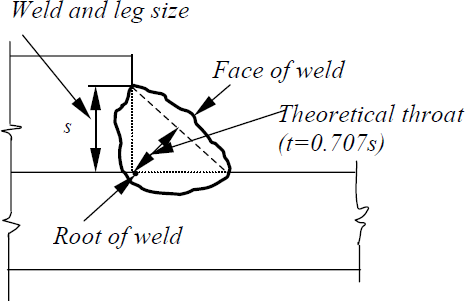 Weld and leg size
Face of weld
Theoretical throat
(t=0.707s)
s
Root of weld